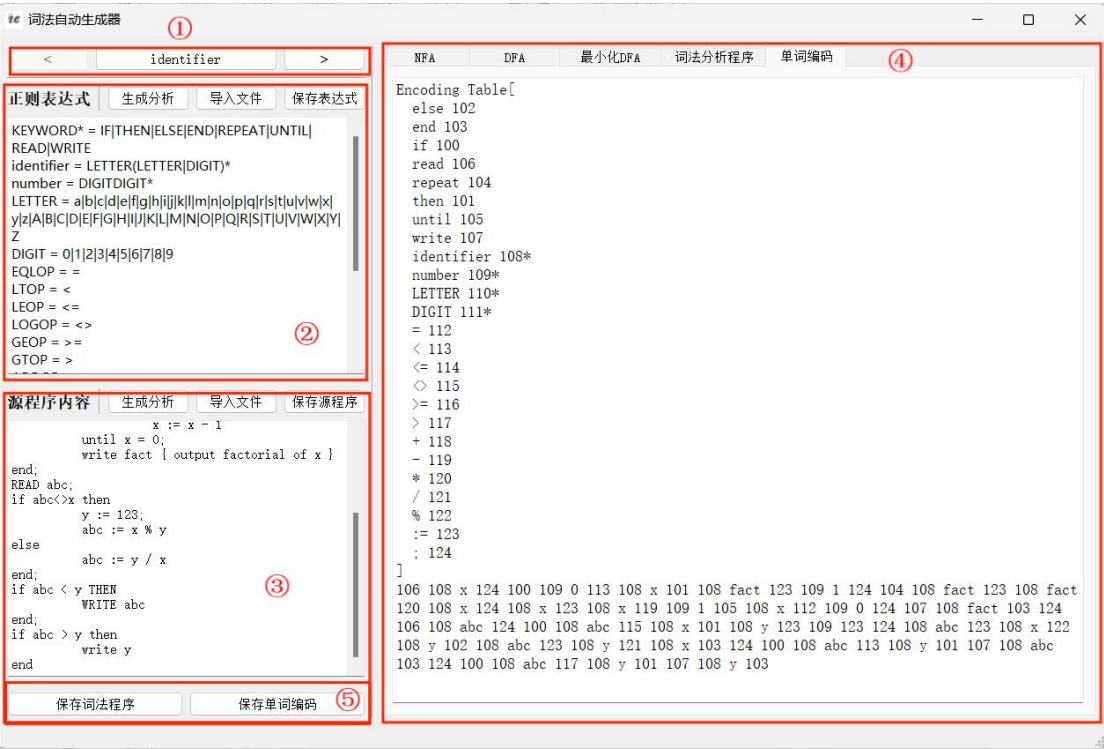 词法自动生成器
①
< identifier >
正则表达式 生成分析 导入文件 保存表达式
KEYWORD* = IF|THEN|ELSE|END|REPEAT|UNTIL|
READ|WRITE
identifier = LETTER(LETTER|DIGIT)*
number = DIGITDIGIT*
LETTER = a|b|c|d|e|f|g|h|i|j|k|l|m|n|o|p|q|r|s|t|u|v|w|x|
y|z|A|B|C|D|E|F|G|H|I|J|K|L|M|N|O|P|Q|R|S|T|U|V|W|X|Y|
Z
DIGIT = 0|1|2|3|4|5|6|7|8|9
EQLOP = =
LTOP = <
LEOP = <=
LOGOP = <>
GEOP = >=
GTOP = >
②
源程序内容 生成分析 导入文件 保存源程序
x := x - 1
until x = 0;
write fact { output factorial of x }
end;
READ abc;
if abc<>x then
y := 123;
abc := x % y
else
abc := y / x
end;
if abc < y THEN
WRITE abc
end;
if abc > y then
write y
end
③
保存词法程序 保存单词编码 ⑤
NFA DFA 最小化DFA 词法分析程序 单词编码 ④
Encoding Table[
else 102
end 103
if 100
read 106
repeat 104
then 101
until 105
write 107
identifier 108*
number 109*
LETTER 110*
DIGIT 111*
= 112
< 113
<= 114
<> 115
>= 116
> 117
+ 118
- 119
* 120
/ 121
% 122
:= 123
; 124
]
106 108 x 124 100 109 0 113 108 x 101 108 fact 123 109 1 124 104 108 fact 123 108 fact
120 108 x 124 108 x 123 108 x 119 109 1 105 108 x 112 109 0 124 107 108 fact 103 124
106 108 abc 124 100 108 abc 115 108 x 101 108 y 123 109 123 124 108 abc 123 108 x 122
108 y 102 108 abc 123 108 y 121 108 x 103 124 100 108 abc 113 108 y 101 107 108 abc
103 124 100 108 abc 117 108 y 101 107 108 y 103